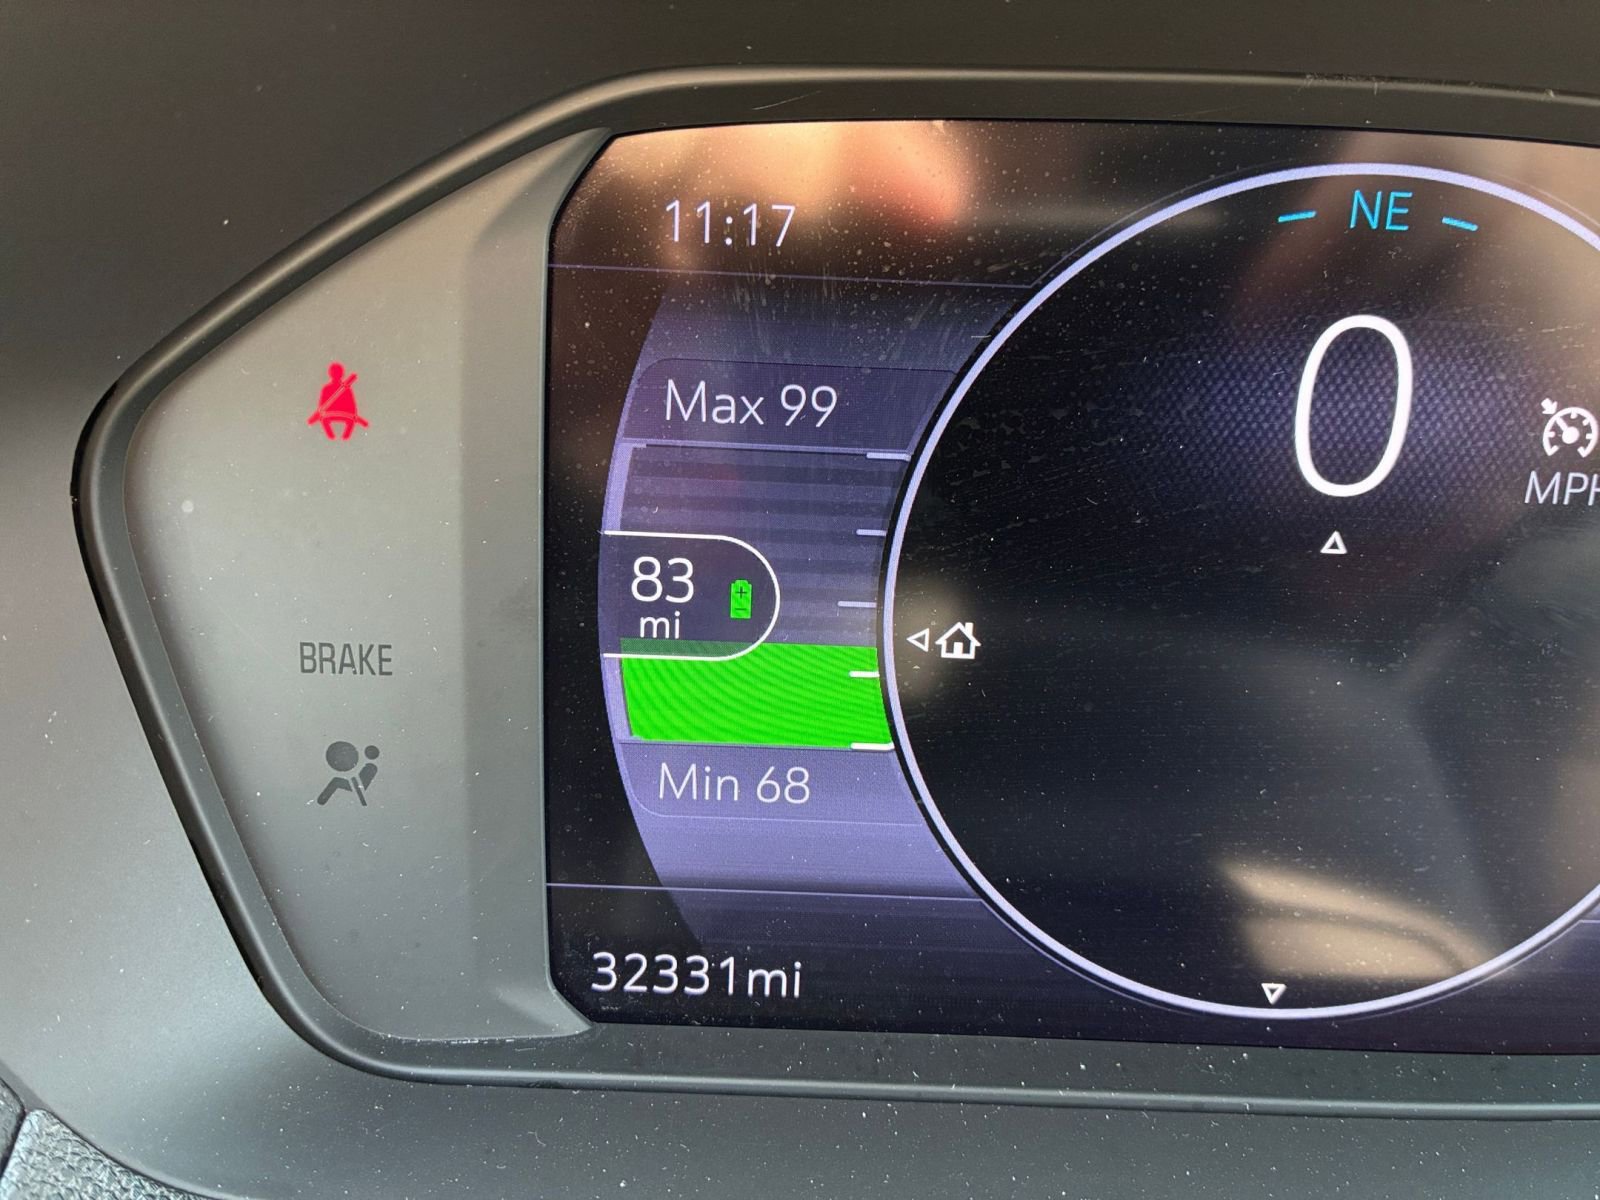 11:17
NE
Max 99
0
MPH
83
mi
BRAKE
Min 68
32331mi